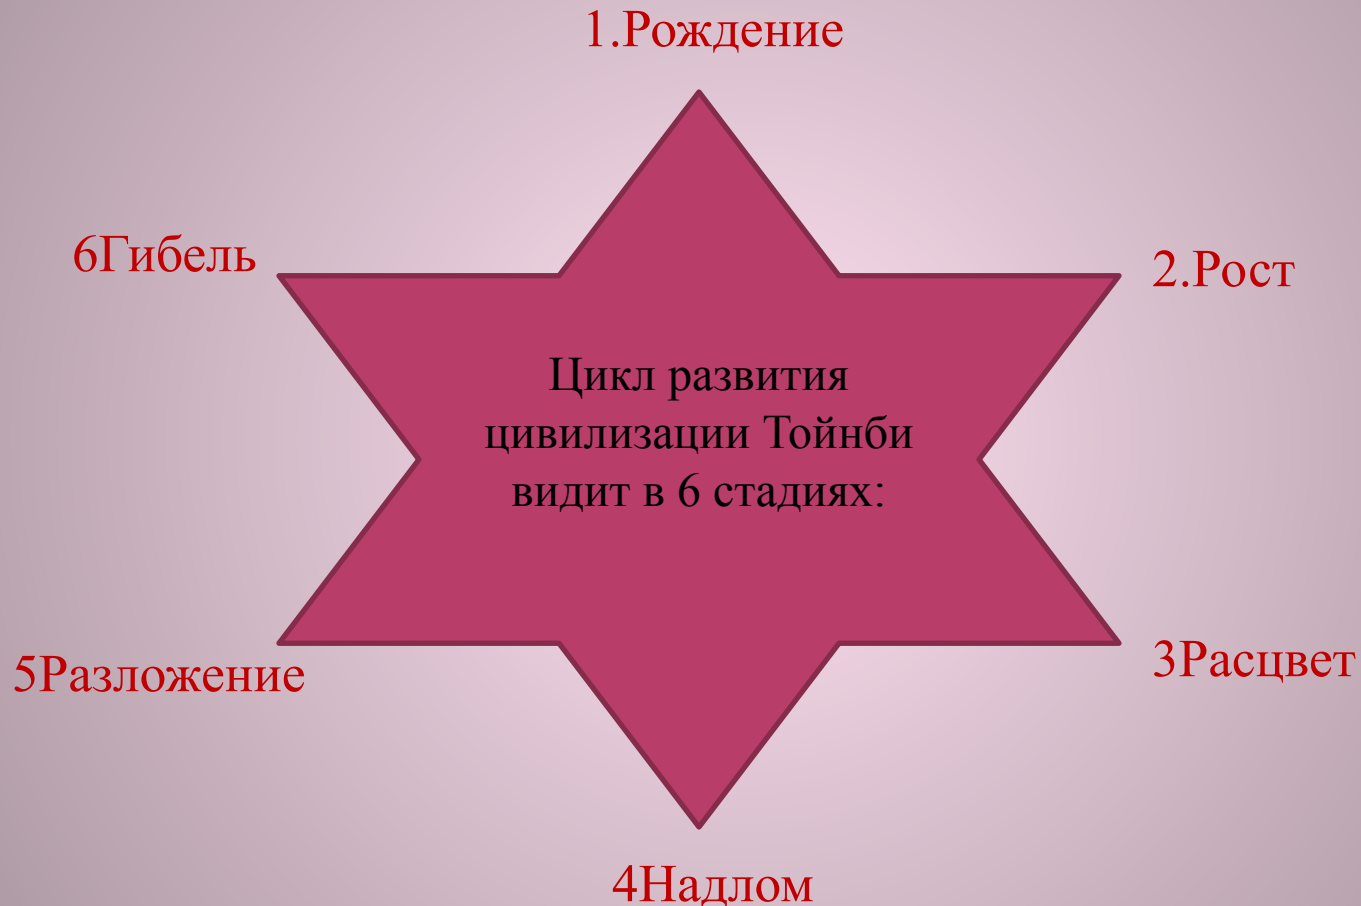 1.Рождение
2.Рост
3Расцвет
4Надлом
5Разложение
6Гибель
Цикл развития
цивилизации Тойнби
видит в 6 стадиях: